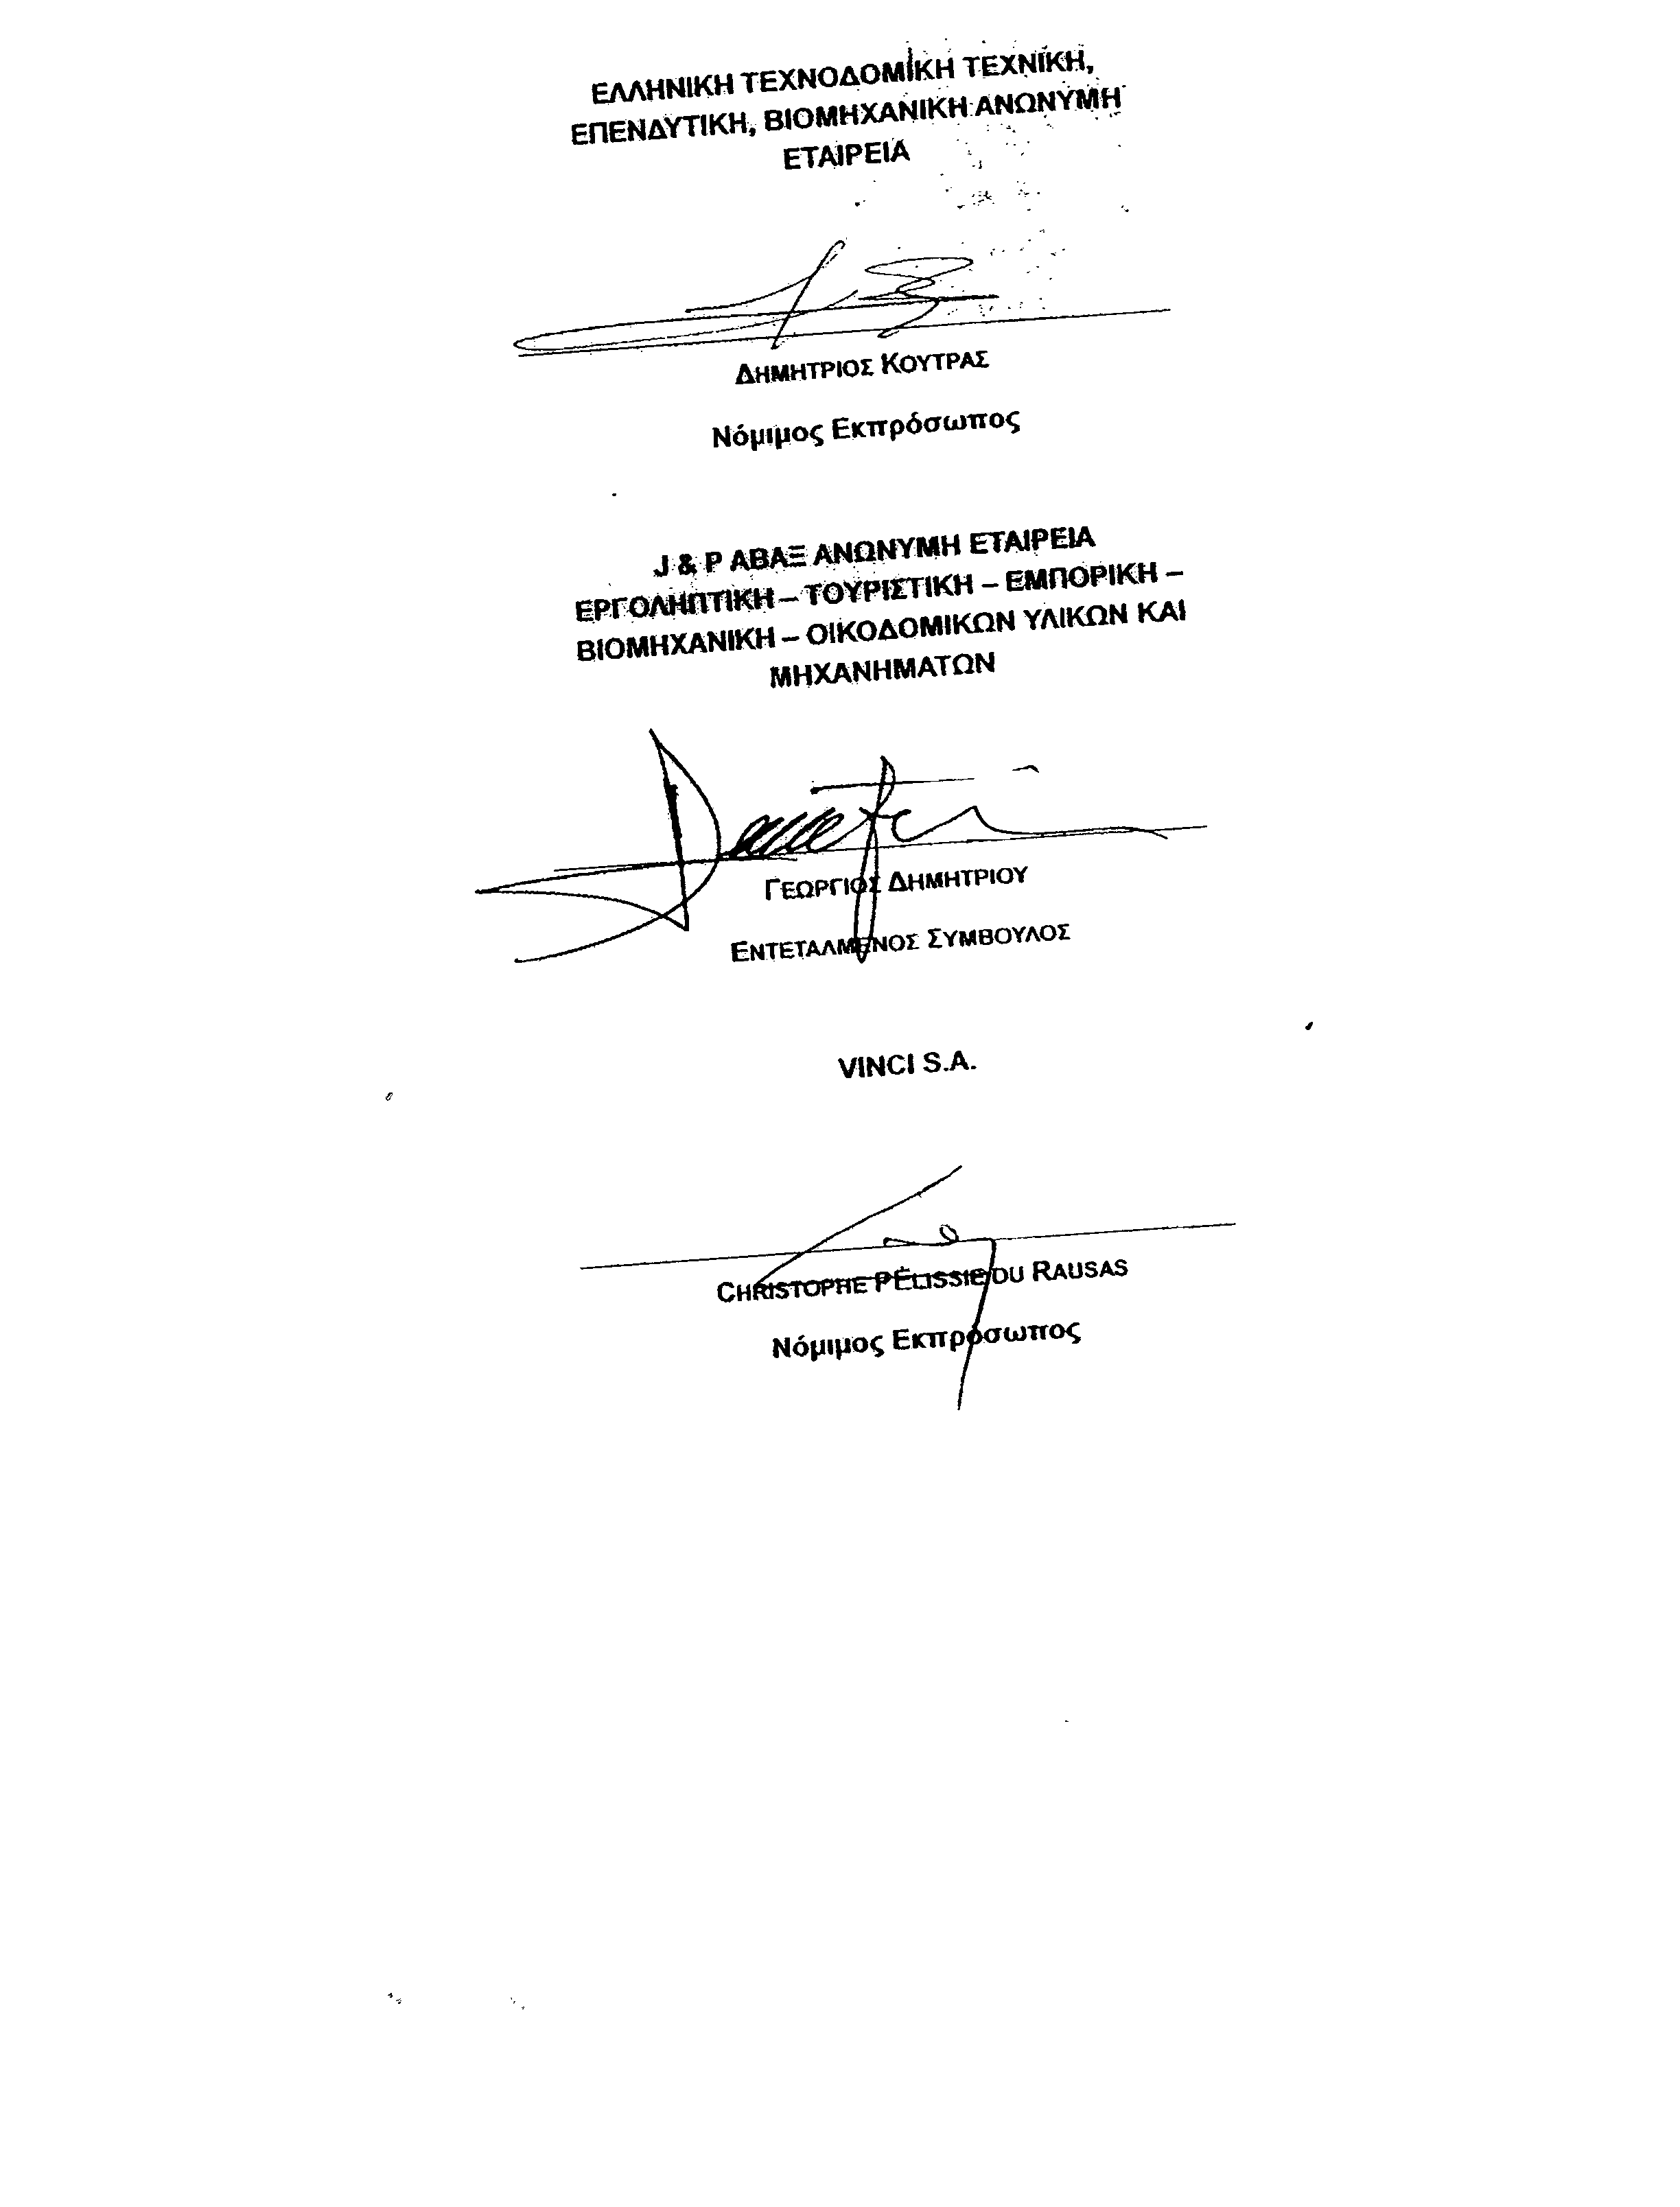 ΕΛΛΗΝΙΚΗ ΤΕΧΝΟΔΟΜΙΚΗ ΤΕΧΝΙΚΗ,
ΕΠΕΝΔΥΤΙΚΗ, ΒΙΟΜΗΧΑΝΙΚΗ ΑΝΩΝΥΜΗ
ΕΤΑΙΡΕΙΑ
ΔΗΜΗΤΡΙΟΣ ΚΟΥΤΡΑΣ
Νόμιμος Εκπρόσωπος
J & P ΑΒΑΞ ΑΝΩΝΥΜΗ ΕΤΑΙΡΕΙΑ
ΕΡΓΟΛΗΠΤΙΚΗ – ΤΟΥΡΙΣΤΙΚΗ – ΕΜΠΟΡΙΚΗ –
ΒΙΟΜΗΧΑΝΙΚΗ – ΟΙΚΟΔΟΜΙΚΩΝ ΥΛΙΚΩΝ ΚΑΙ
ΜΗΧΑΝΗΜΑΤΩΝ
ΓΕΩΡΓΙΟΣ ΔΗΜΗΤΡΙΟΥ
ΕΝΤΕΤΑΛΜΕΝΟΣ ΣΥΜΒΟΥΛΟΣ
VINCI S.A.
CHRISTOPHE PÉLISSIE DU RAUSAS
Νόμιμος Εκπρόσωπος